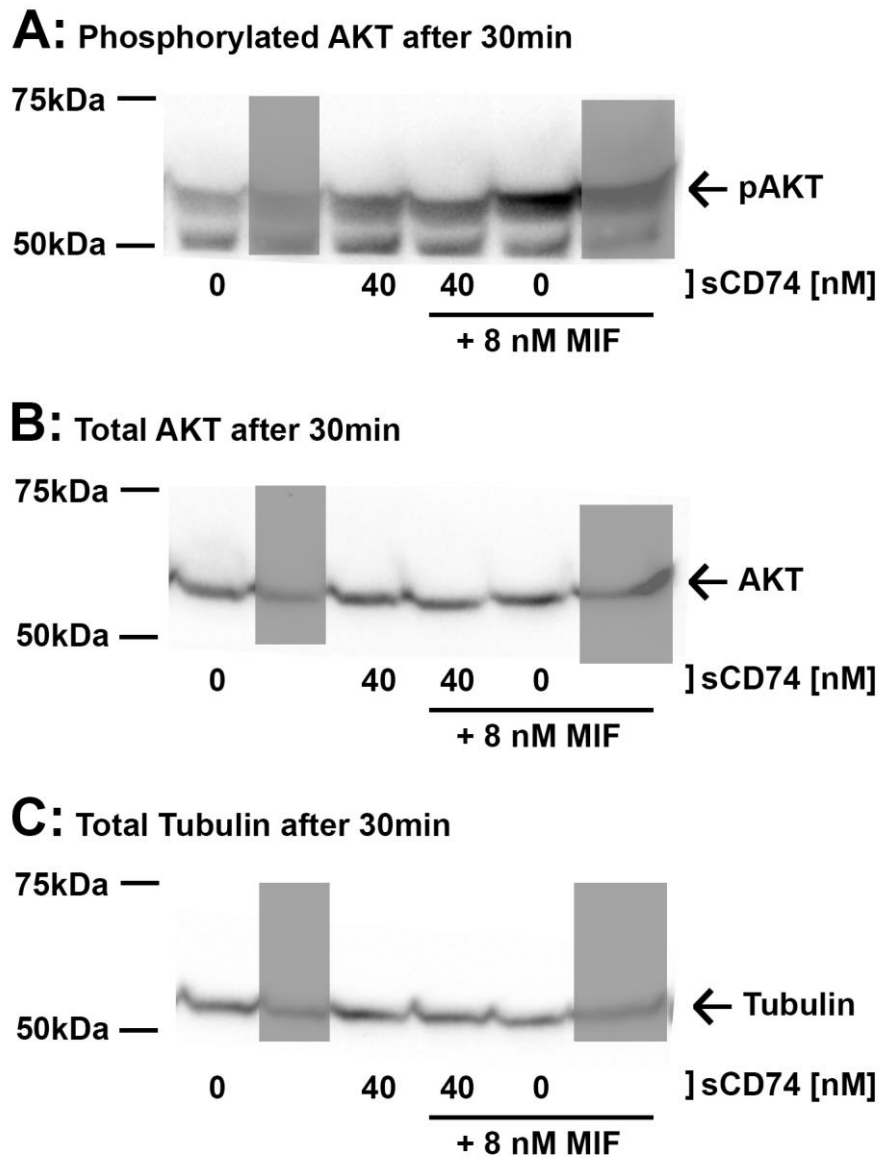 A: Phosphorylated AKT after 30min
75kDa
← pAKT
50kDa
0 40 40 0 ] sCD74 [nM]
+ 8 nM MIF
B: Total AKT after 30min
75kDa
← AKT
50kDa
0 40 40 0 ] sCD74 [nM]
+ 8 nM MIF
C: Total Tubulin after 30min
75kDa
← Tubulin
50kDa
0 40 40 0 ] sCD74 [nM]
+ 8 nM MIF